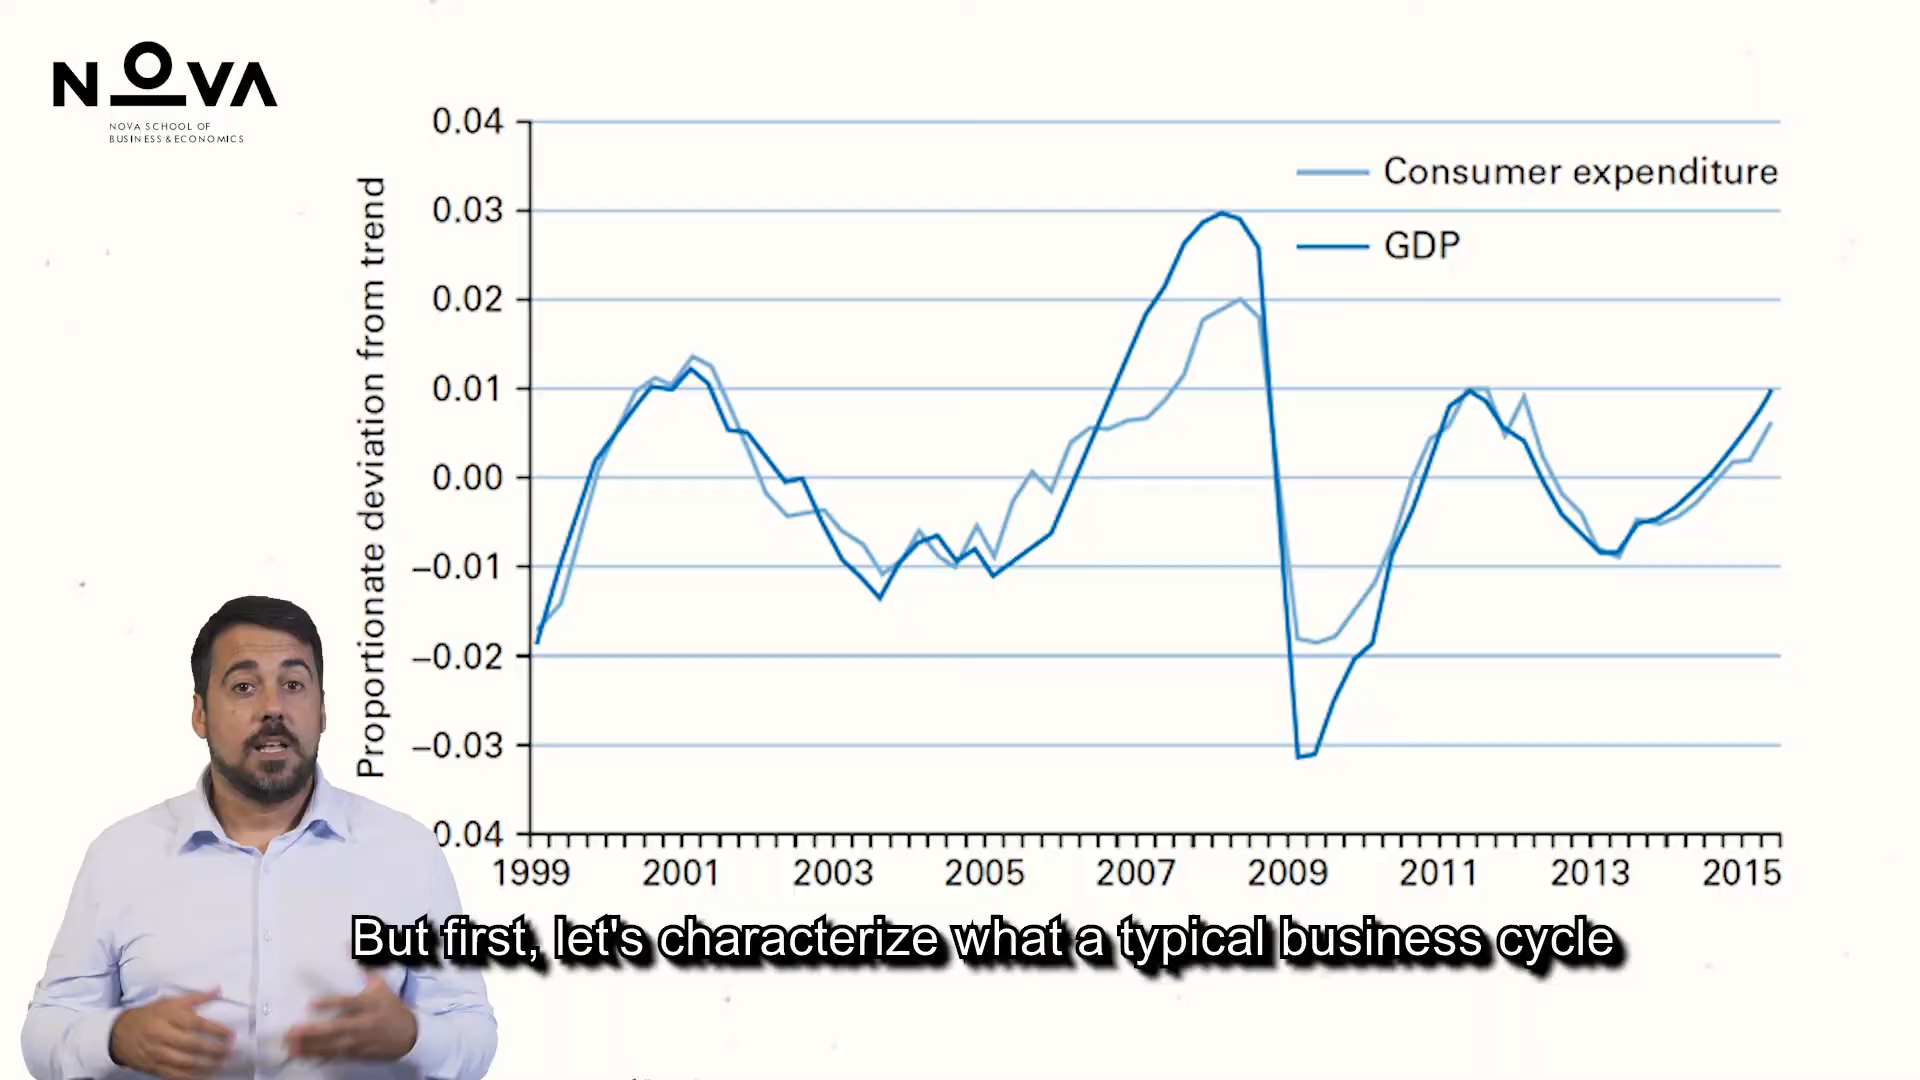 NOVA
NOVA SCHOOL OF
BUSINESS & ECONOMICS
Proportionate deviation from trend
0.04
0.03
0.02
0.01
0.00
–0.01
–0.02
–0.03
0.04
Consumer expenditure
GDP
1999 2001 2003 2005 2007 2009 2011 2013 2015
But first, let's characterize what a typical business cycle